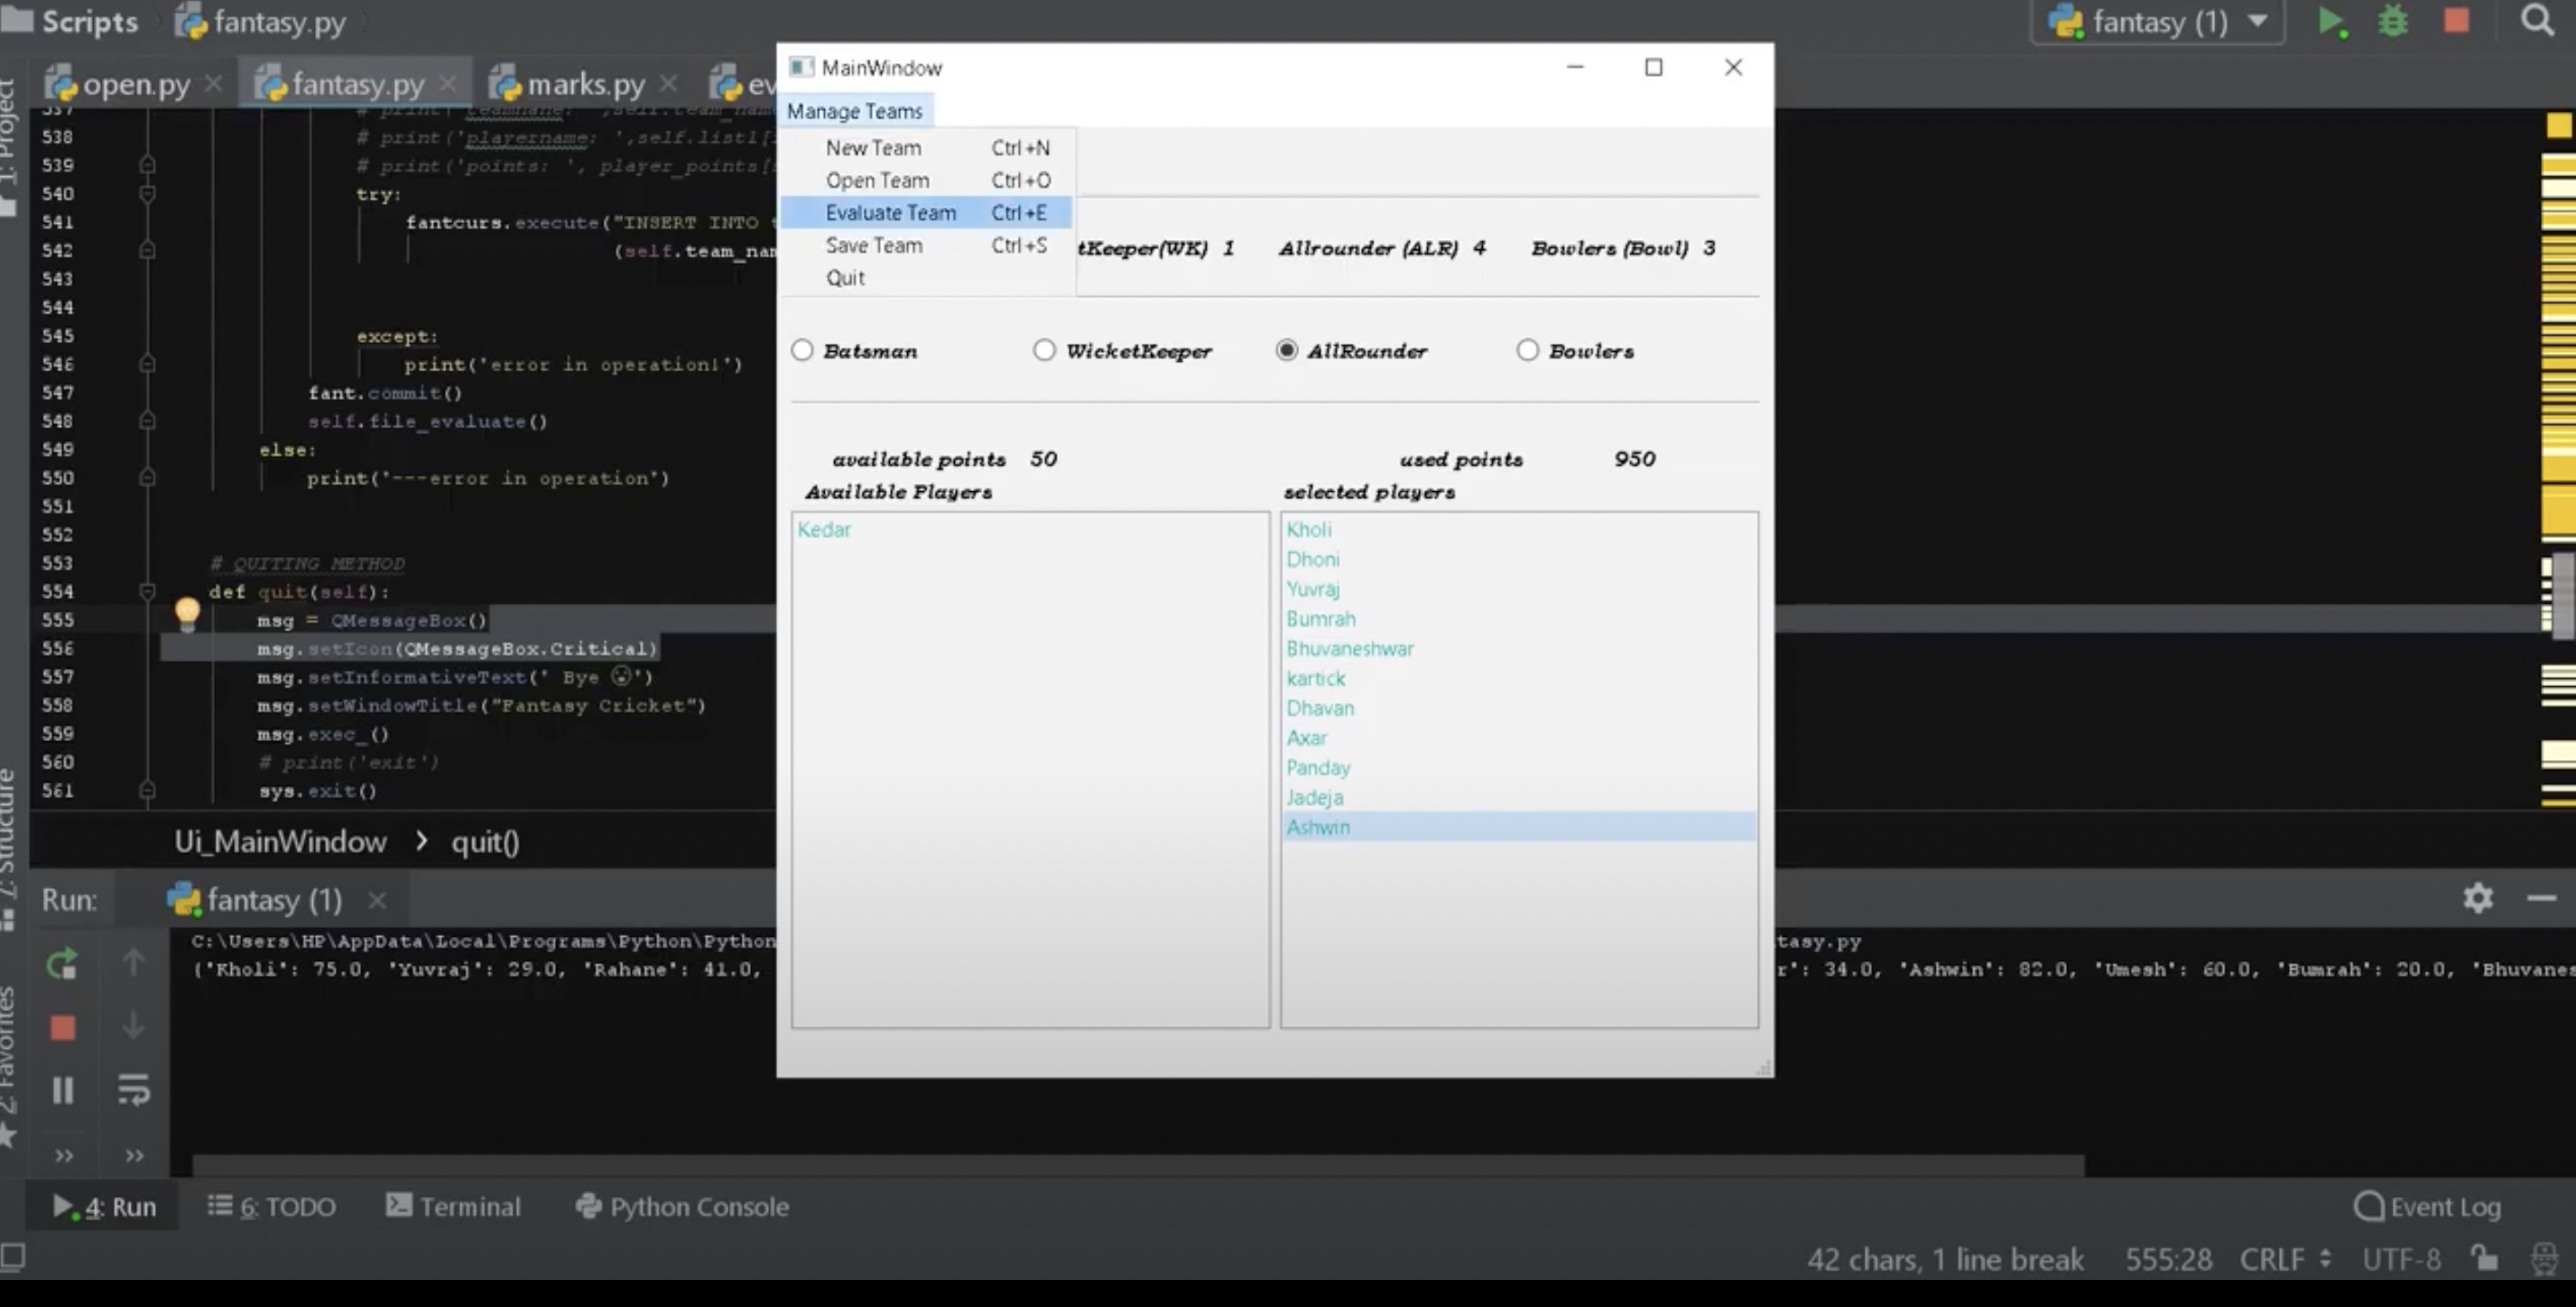 Scripts fantasy.py
fantasy (1)
open.py
fantasy.py
marks.py
1: Project
538 # print('playername: ',self.list1[
539 # print('points: ', player_points[
540 try:
541 fantcurs.execute("INSERT INTO
542 (self.team_nam
543
544
545 except:
546 print('error in operation!')
547 fant.commit()
548 self.file_evaluate()
549 else:
550 print('---error in operation')
551
552
553 # QUITING METHOD
554 def quit(self):
555 msg = QMessageBox()
556 msg.setIcon(QMessageBox.Critical)
557 msg.setInformativeText(' Bye 😮')
558 msg.setWindowTitle("Fantasy Cricket")
559 msg.exec_()
560 # print('exit')
561 sys.exit()
Ui_MainWindow > quit()
MainWindow
Manage Teams
New Team Ctrl+N
Open Team Ctrl+O
Evaluate Team Ctrl+E
Save Team Ctrl+S
Quit
tKeeper(WK) 1 Allrounder (ALR) 4 Bowlers (Bowl) 3
Batsman WicketKeeper AllRounder Bowlers
available points 50 used points 950
Available Players selected players
Kedar
Kholi
Dhoni
Yuvraj
Bumrah
Bhuvaneshwar
kartick
Dhavan
Axar
Panday
Jadeja
Ashwin
7: Structure
2: Favorites
Run: fantasy (1)
C:\Users\HP\AppData\Local\Programs\Python\Python
tasy.py
{'Kholi': 75.0, 'Yuvraj': 29.0, 'Rahane': 41.0,
r': 34.0, 'Ashwin': 82.0, 'Umesh': 60.0, 'Bumrah': 20.0, 'Bhuvanes
4: Run 6: TODO Terminal Python Console Event Log
42 chars, 1 line break 555:28 CRLF UTF-8